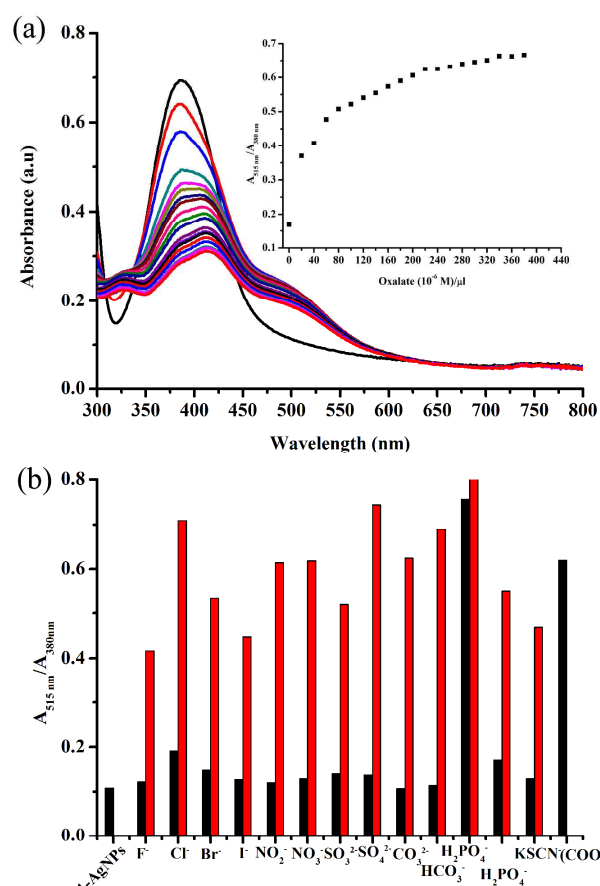 (a)
0.8
0.6
0.4
0.2
0.0
Absorbance (a.u)
300 350 400 450 500 550 600 650 700 750 800
Wavelength (nm)
0.7
0.6
0.5
0.4
0.3
0.2
0.1
A515 nm/A380 nm
0 40 80 120 160 200 240 280 320 360 400 440
Oxalate (10⁻⁶ M)/μl
(b)
0.8
0.6
0.4
0.2
0.0
A515 nm/A380nm
-AgNPs F⁻ Cl⁻ Br⁻ I⁻ NO₂⁻ NO₃⁻ SO₃²⁻ SO₄²⁻ CO₃²⁻ HCO₃⁻ H₂PO₄⁻ H₂PO₄⁻ KSCN⁻ (COO